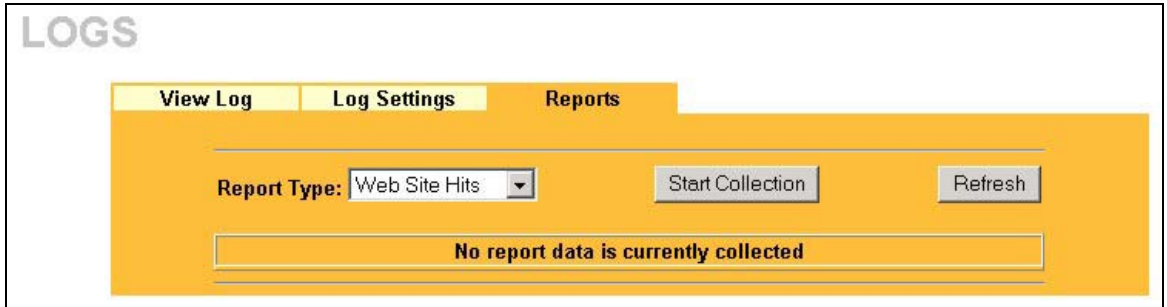 LOGS
View Log Log Settings Reports
Report Type: Web Site Hits Start Collection Refresh
No report data is currently collected